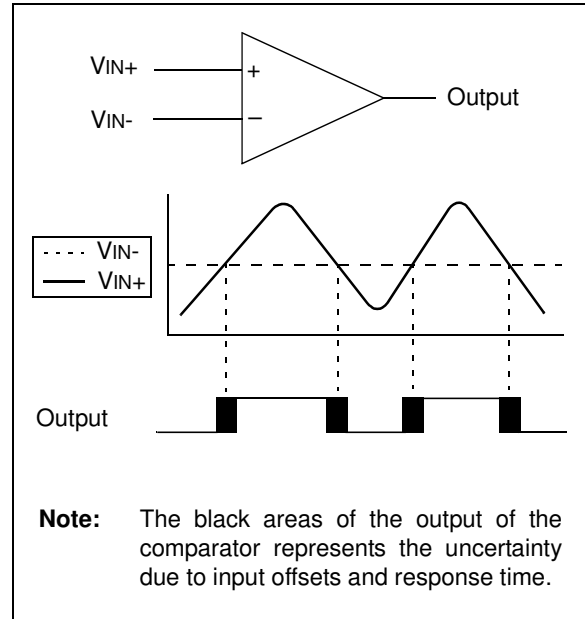 VIN+
+
Output
VIN-
–
VIN-
VIN+
Output
Note: The black areas of the output of the
comparator represents the uncertainty
due to input offsets and response time.